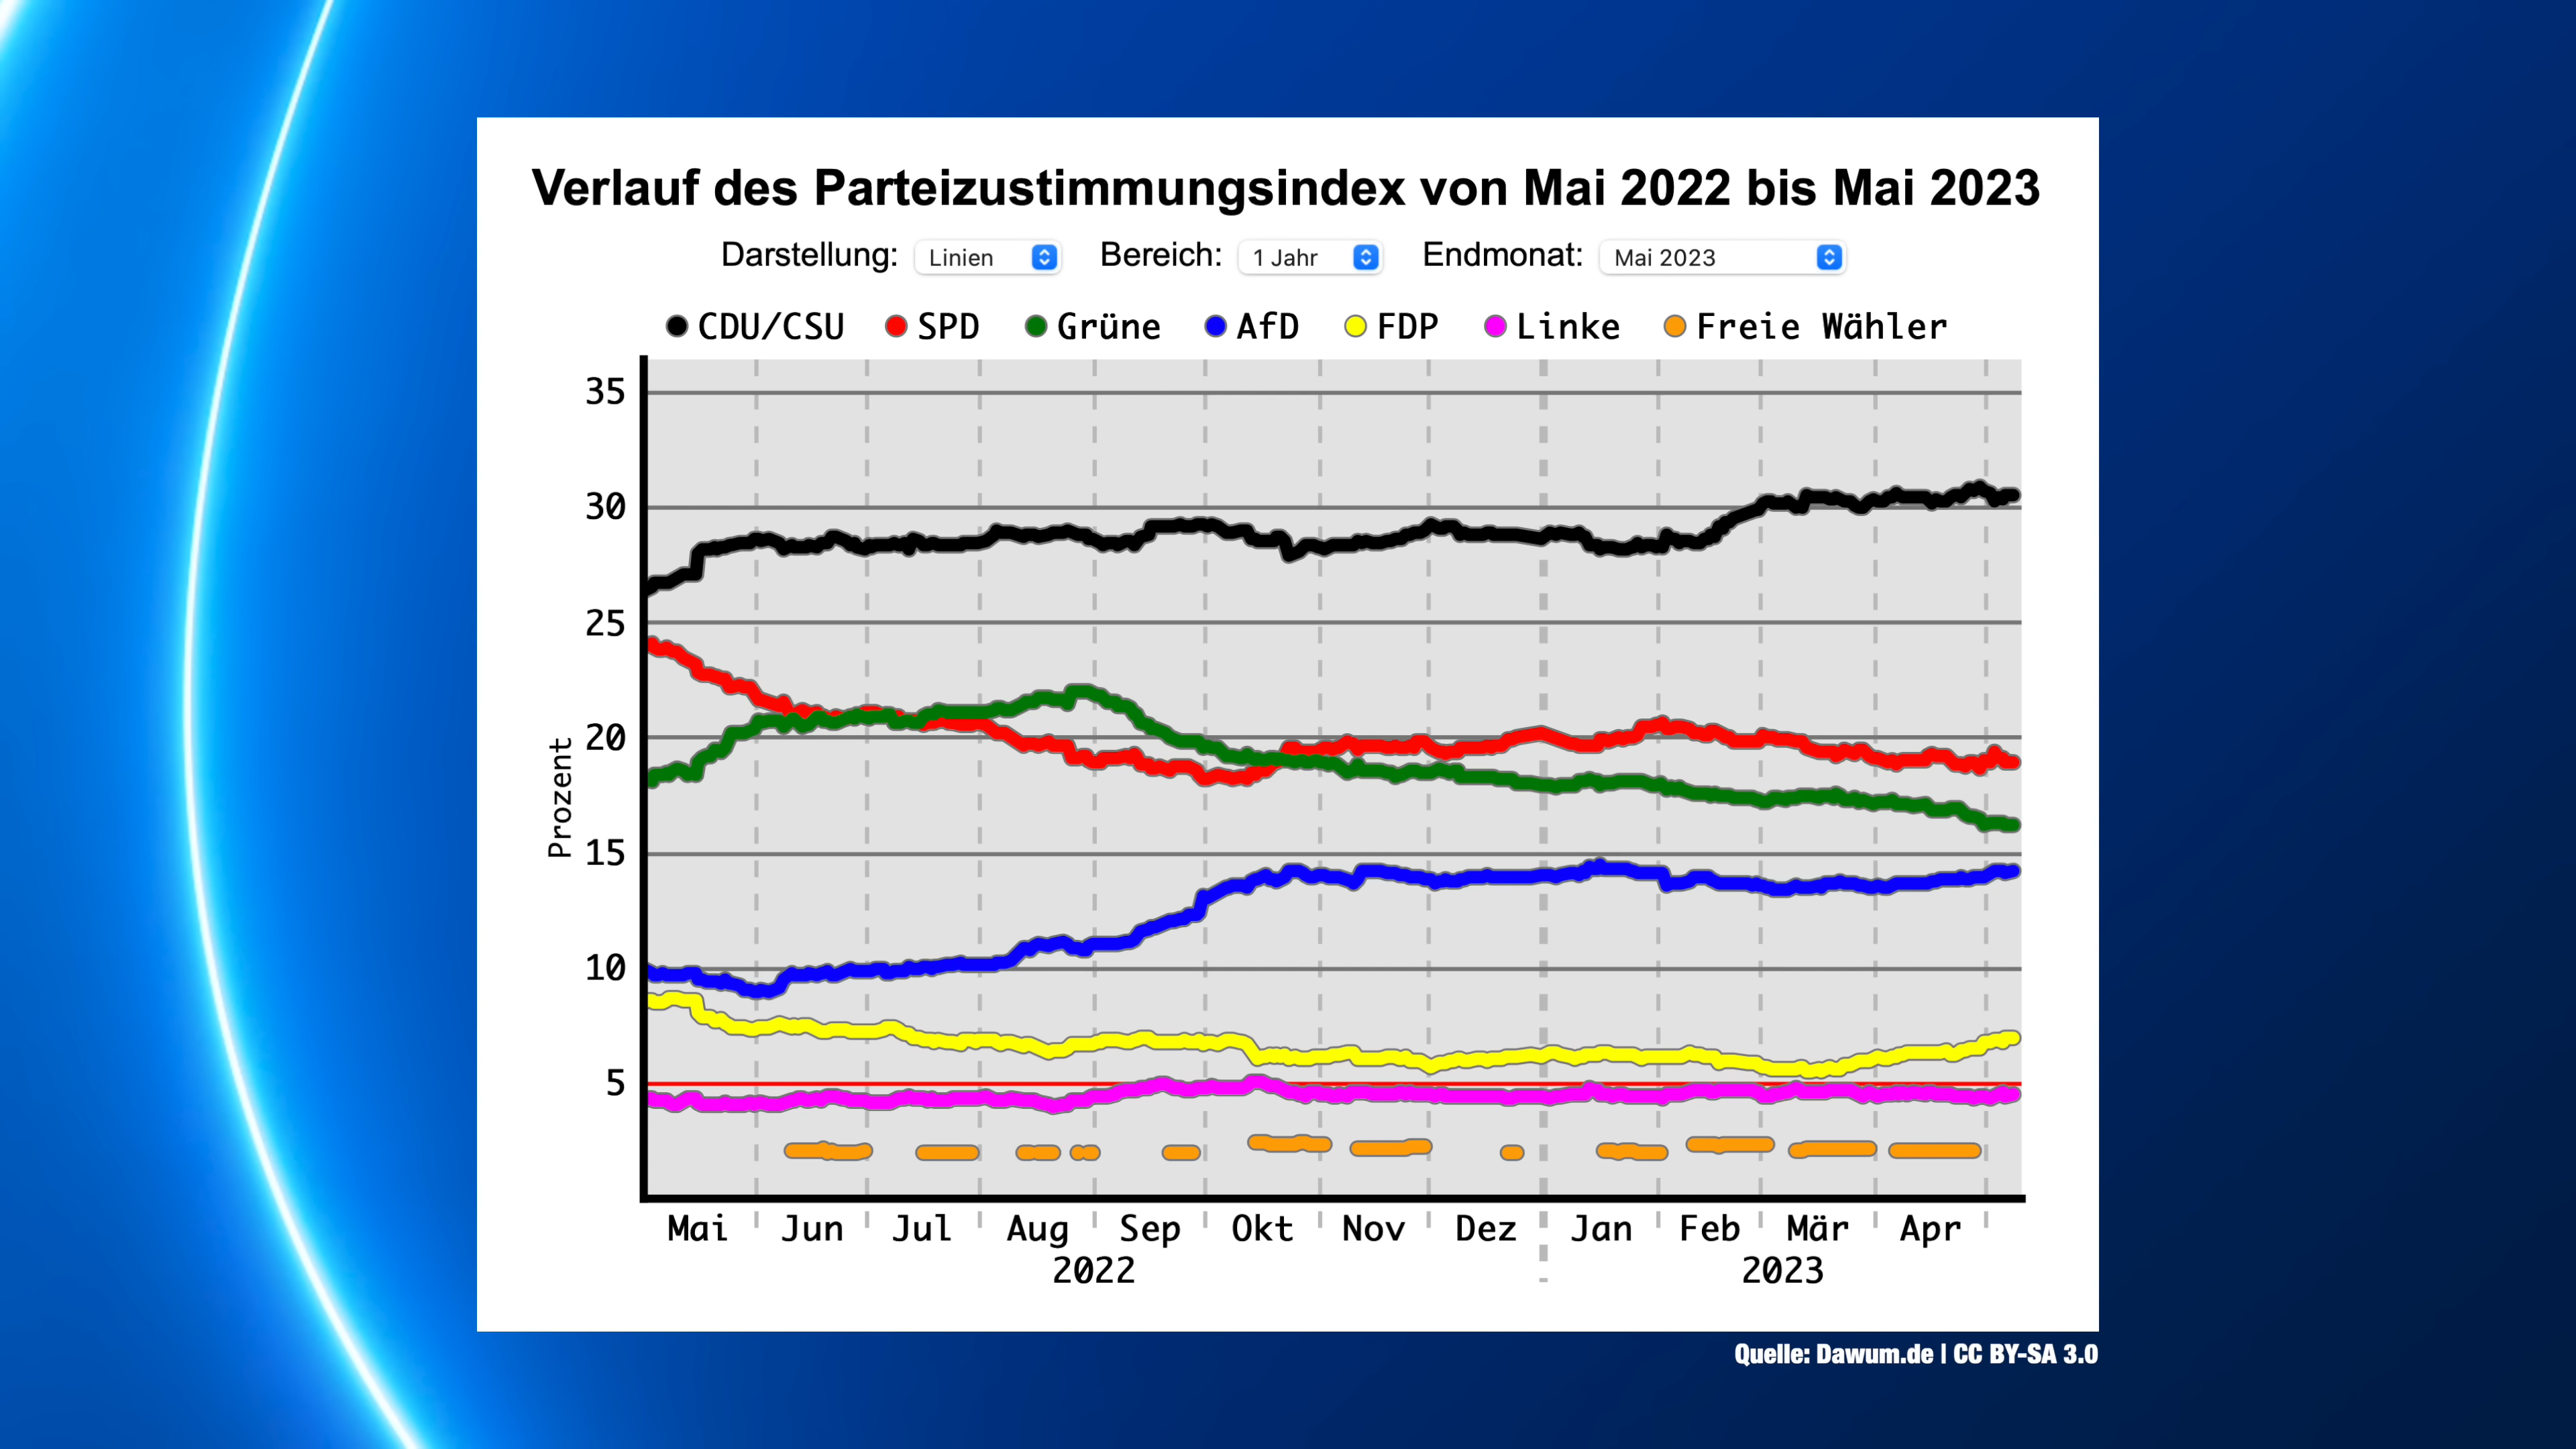 Verlauf des Parteizustimmungsindex von Mai 2022 bis Mai 2023
Darstellung: Linien Bereich: 1 Jahr Endmonat: Mai 2023
CDU/CSU SPD Grüne AfD FDP Linke Freie Wähler
35
30
25
20
15
10
5
Prozent
Mai Jun Jul Aug Sep Okt Nov Dez Jan Feb Mär Apr
2022 2023
Quelle: Dawum.de | CC BY-SA 3.0